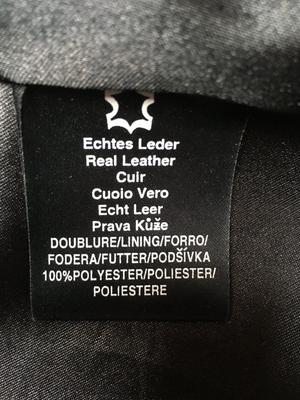 Echtes Leder
Real Leather
Cuir
Cuoio Vero
Echt Leer
Prava Kůže
DOUBLURE/LINING/FORRO/
FODERA/FUTTER/PODŠÍVKA
100%POLYESTER/POLIESTER/
POLIESTERE